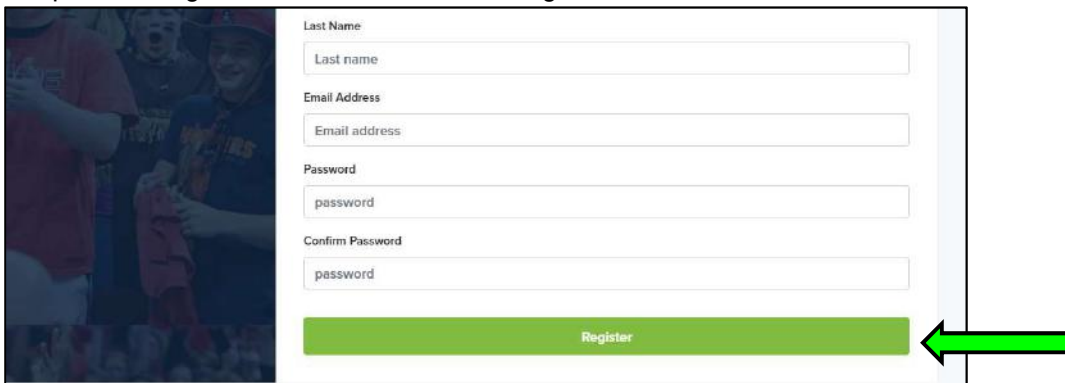 Last Name
Last name
Email Address
Email address
Password
password
Confirm Password
password
Register